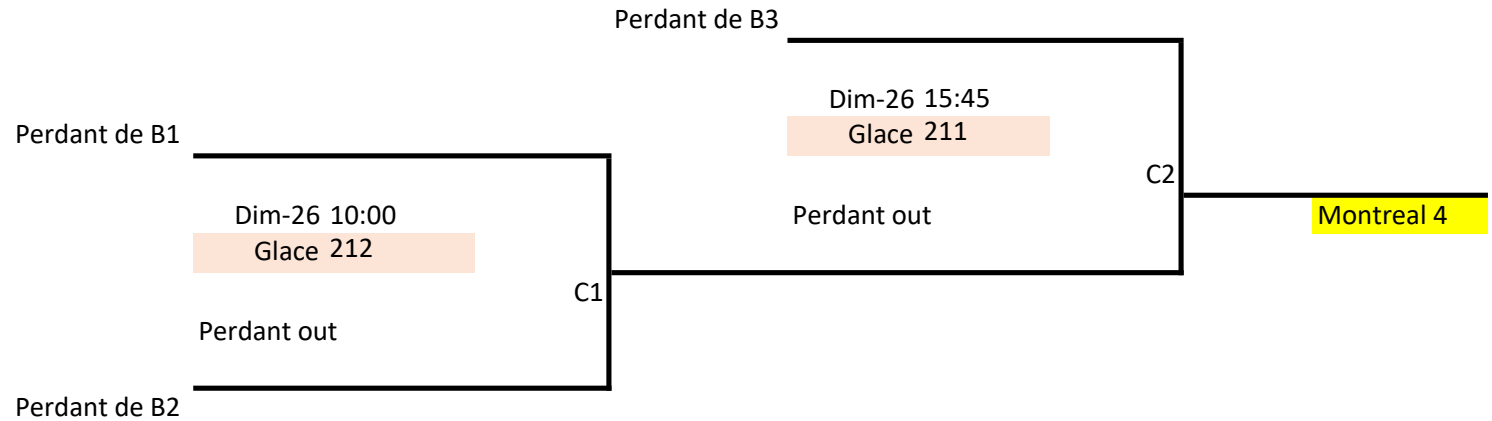 Perdant de B3
Dim-26 15:45
Glace 211
Perdant de B1
C2
Dim-26 10:00
Perdant out
Montreal 4
Glace 212
C1
Perdant out
Perdant de B2